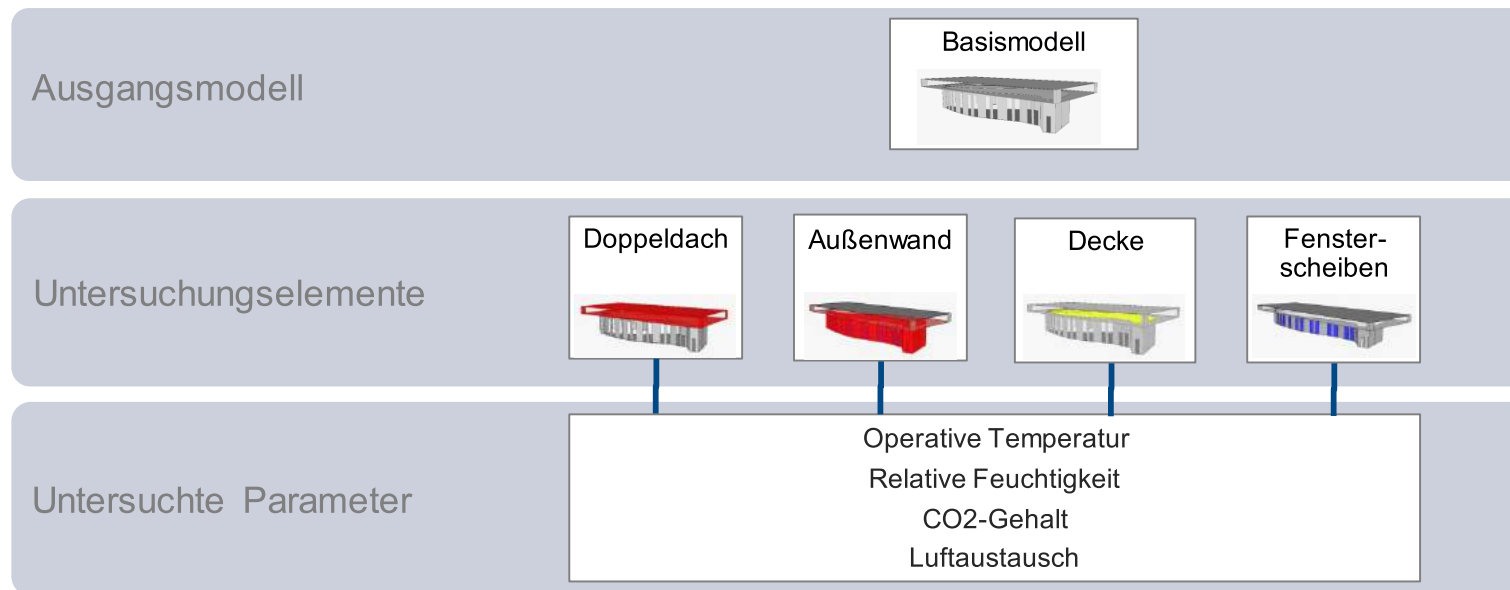 Ausgangsmodell
Basismodell
Untersuchungselemente
Doppeldach
Außenwand
Decke
Fenster-
scheiben
Untersuchte Parameter
Operative Temperatur
Relative Feuchtigkeit
CO2-Gehalt
Luftaustausch